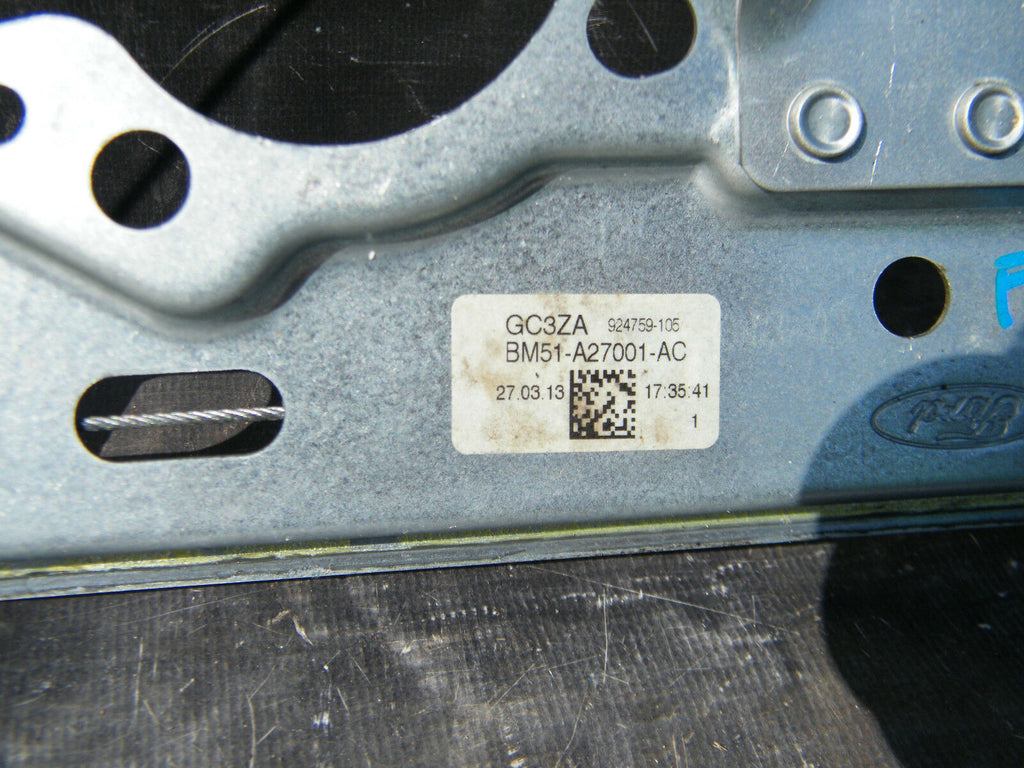 GC3ZA 924759-105
BM51-A27001-AC
27.03.13 17:35:41
1
Ford
F